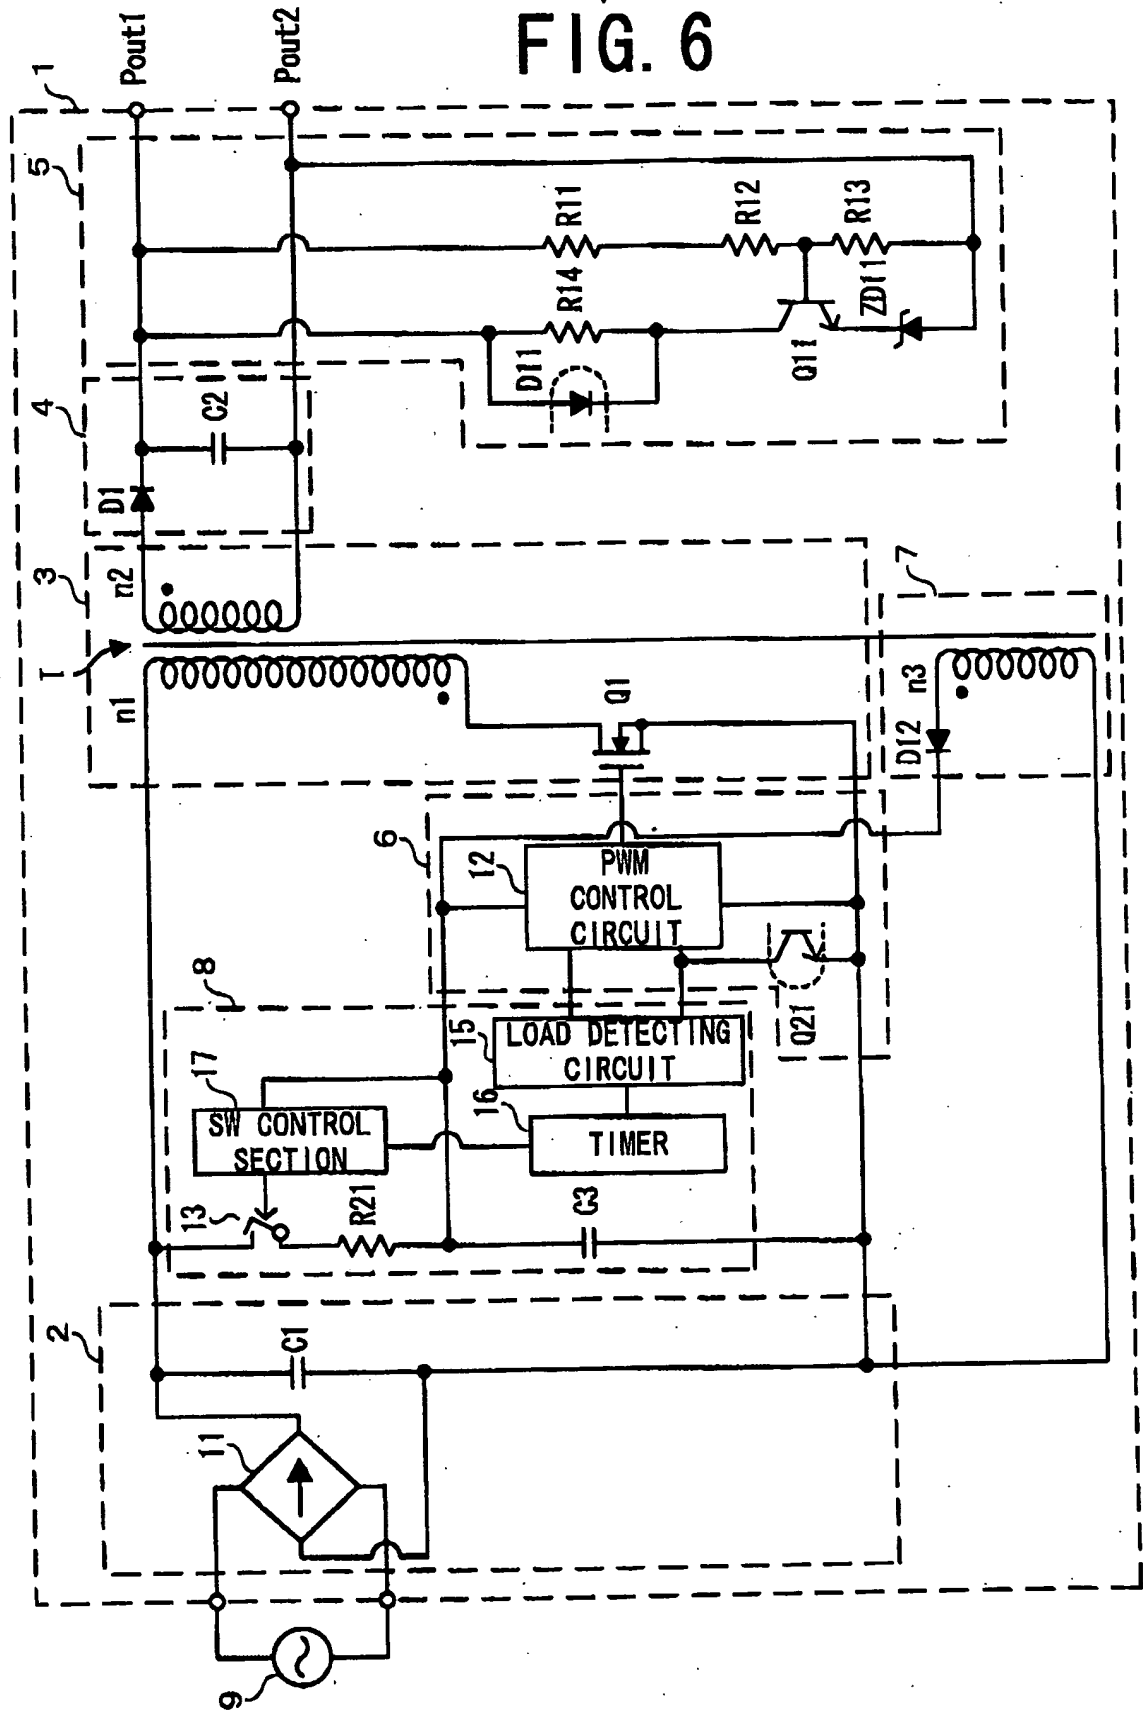 FIG. 6
1
Pout1
Pout2
5
R11
R12
R13
R14
D11
Q11
ZD11
4
C2
D1
3
n2
T
n1
Q1
7
n3
D12
6
12
PWM
CONTROL
CIRCUIT
Q21
8
15
LOAD DETECTING
CIRCUIT
16
TIMER
17
SW CONTROL
SECTION
13
R21
C3
2
C1
11
9